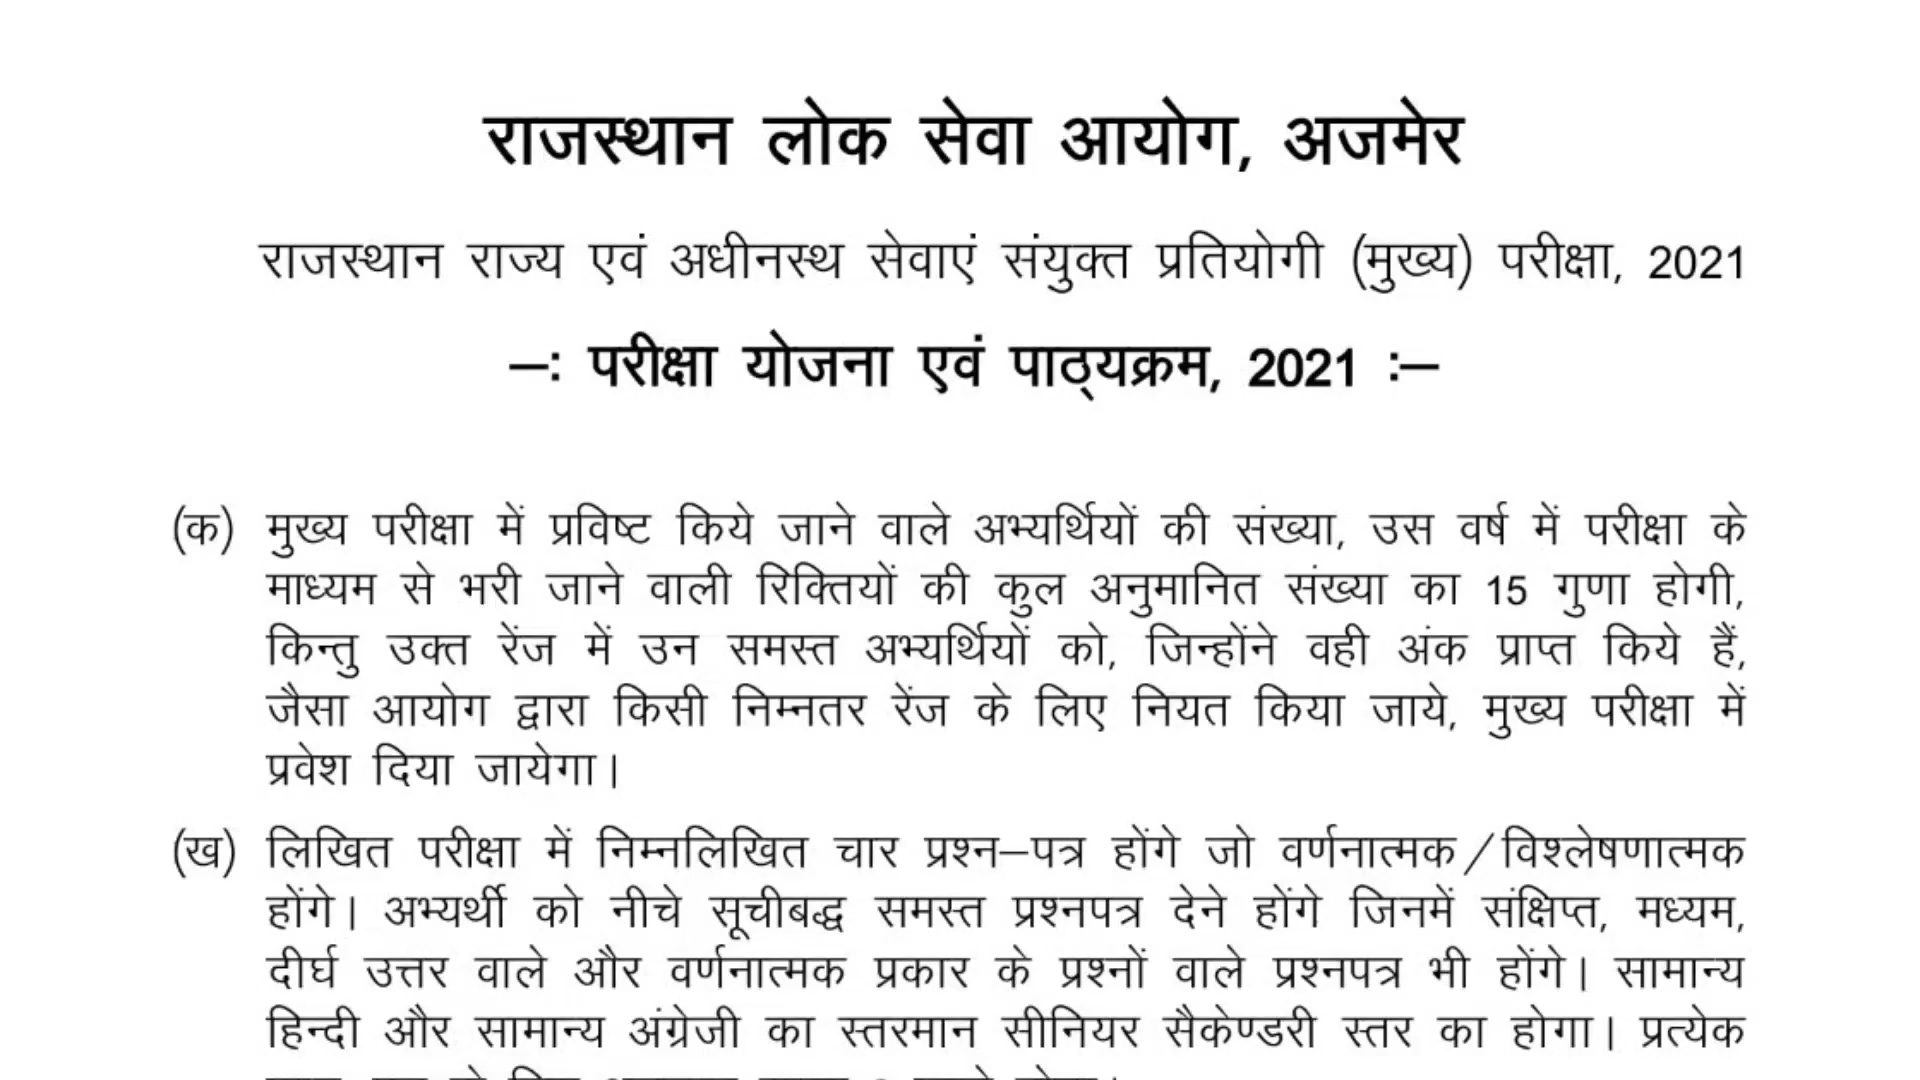 राजस्थान लोक सेवा आयोग, अजमेर
राजस्थान राज्य एवं अधीनस्थ सेवाएं संयुक्त प्रतियोगी (मुख्य) परीक्षा, 2021
–: परीक्षा योजना एवं पाठ्यक्रम, 2021 :–
(क) मुख्य परीक्षा में प्रविष्ट किये जाने वाले अभ्यर्थियों की संख्या, उस वर्ष में परीक्षा के
माध्यम से भरी जाने वाली रिक्तियों की कुल अनुमानित संख्या का 15 गुणा होगी,
किन्तु उक्त रेंज में उन समस्त अभ्यर्थियों को, जिन्होंने वही अंक प्राप्त किये हैं,
जैसा आयोग द्वारा किसी निम्नतर रेंज के लिए नियत किया जाये, मुख्य परीक्षा में
प्रवेश दिया जायेगा।
(ख) लिखित परीक्षा में निम्नलिखित चार प्रश्न–पत्र होंगे जो वर्णनात्मक/विश्लेषणात्मक
होंगे। अभ्यर्थी को नीचे सूचीबद्ध समस्त प्रश्नपत्र देने होंगे जिनमें संक्षिप्त, मध्यम,
दीर्घ उत्तर वाले और वर्णनात्मक प्रकार के प्रश्नों वाले प्रश्नपत्र भी होंगे। सामान्य
हिन्दी और सामान्य अंग्रेजी का स्तरमान सीनियर सैकेण्डरी स्तर का होगा। प्रत्येक